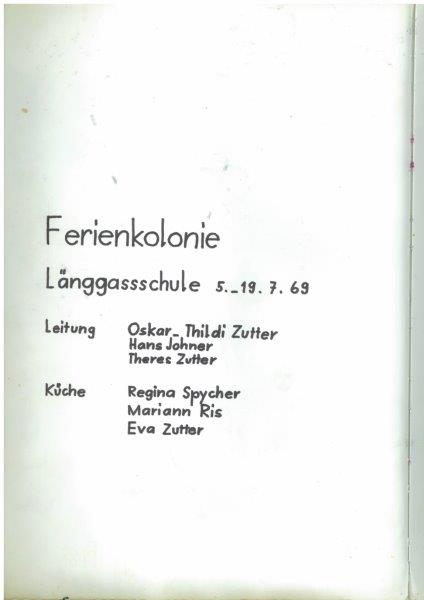 Ferienkolonie
Länggassschule 5.-19.7.69
Leitung Oskar-Thildi Zutter
Hans Johner
Theres Zutter
Küche Regina Spycher
Mariann Ris
Eva Zutter